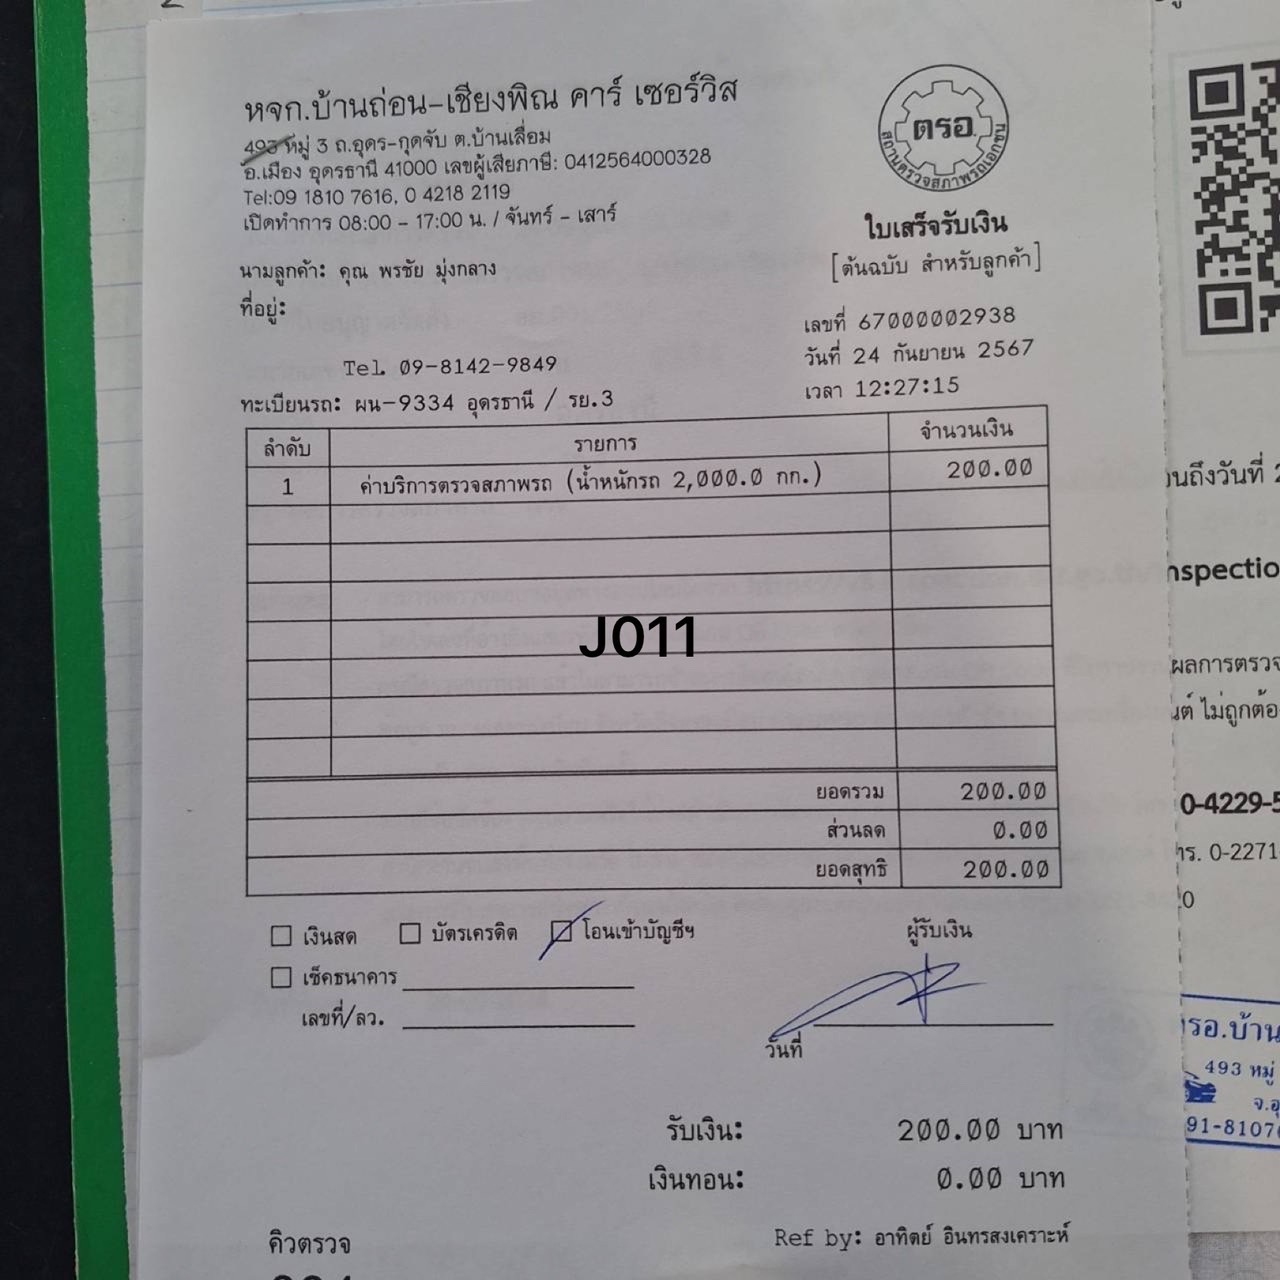 หจก.บ้านถ่อน-เชียงพิณ คาร์ เซอร์วิส
493 หมู่ 3 ถ.อุดร-กุดจับ ต.บ้านเลื่อม
อ.เมือง อุดรธานี 41000 เลขผู้เสียภาษี: 0412564000328
Tel:09 1810 7616, 0 4218 2119
เปิดทำการ 08:00 - 17:00 น. / จันทร์ - เสาร์
ตรอ.
สถานตรวจสภาพรถเอกชน
ใบเสร็จรับเงิน
[ต้นฉบับ สำหรับลูกค้า]
นามลูกค้า: คุณ พรชัย มุ่งกลาง
ที่อยู่:
เลขที่ 67000002938
วันที่ 24 กันยายน 2567
เวลา 12:27:15
Tel. 09-8142-9849
ทะเบียนรถ: ผน-9334 อุดรธานี / รย.3
ลำดับ รายการ จำนวนเงิน
1 ค่าบริการตรวจสภาพรถ (น้ำหนักรถ 2,000.0 กก.) 200.00
J011
ยอดรวม 200.00
ส่วนลด 0.00
ยอดสุทธิ 200.00
เงินสด บัตรเครดิต โอนเข้าบัญชีฯ
เช็คธนาคาร
เลขที่/ลว.
ผู้รับเงิน
วันที่
รับเงิน: 200.00 บาท
เงินทอน: 0.00 บาท
Ref by: อาทิตย์ อินทรสงเคราะห์
คิวตรวจ
ถึงวันที่
nspectio
ผลการตรวจ
ไม่ถูกต้อ
0-4229-5
0-2271
ตรอ.บ้าน
493 หมู่
91-8107